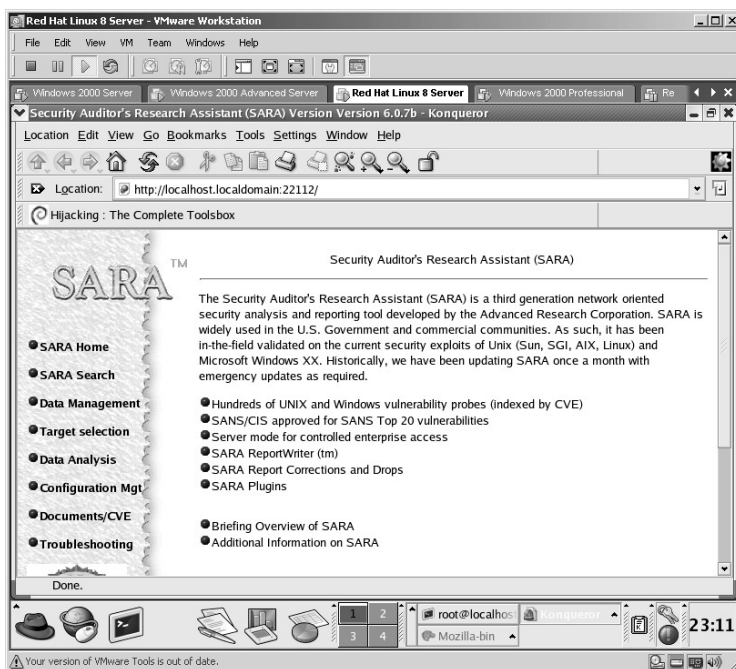 Red Hat Linux 8 Server - VMware Workstation
File Edit View VM Team Windows Help
Windows 2000 Server Windows 2000 Advanced Server Red Hat Linux 8 Server Windows 2000 Professional Re
Security Auditor's Research Assistant (SARA) Version Version 6.0.7b - Konqueror
Location Edit View Go Bookmarks Tools Settings Window Help
Location: http://localhost.localdomain:22112/
Hijacking : The Complete Toolsbox
SARA TM
SARA Home
SARA Search
Data Management
Target selection
Data Analysis
Configuration Mgt
Documents/CVE
Troubleshooting
Security Auditor's Research Assistant (SARA)
The Security Auditor's Research Assistant (SARA) is a third generation network oriented
security analysis and reporting tool developed by the Advanced Research Corporation. SARA is
widely used in the U.S. Government and commercial communities. As such, it has been
in-the-field validated on the current security exploits of Unix (Sun, SGI, AIX, Linux) and
Microsoft Windows XX. Historically, we have been updating SARA once a month with
emergency updates as required.
Hundreds of UNIX and Windows vulnerability probes (indexed by CVE)
SANS/CIS approved for SANS Top 20 vulnerabilities
Server mode for controlled enterprise access
SARA ReportWriter (tm)
SARA Report Corrections and Drops
SARA Plugins
Briefing Overview of SARA
Additional Information on SARA
Done.
1 2
3 4
root@localhos
Konqueror
Mozilla-bin
23:11
Your version of VMware Tools is out of date.